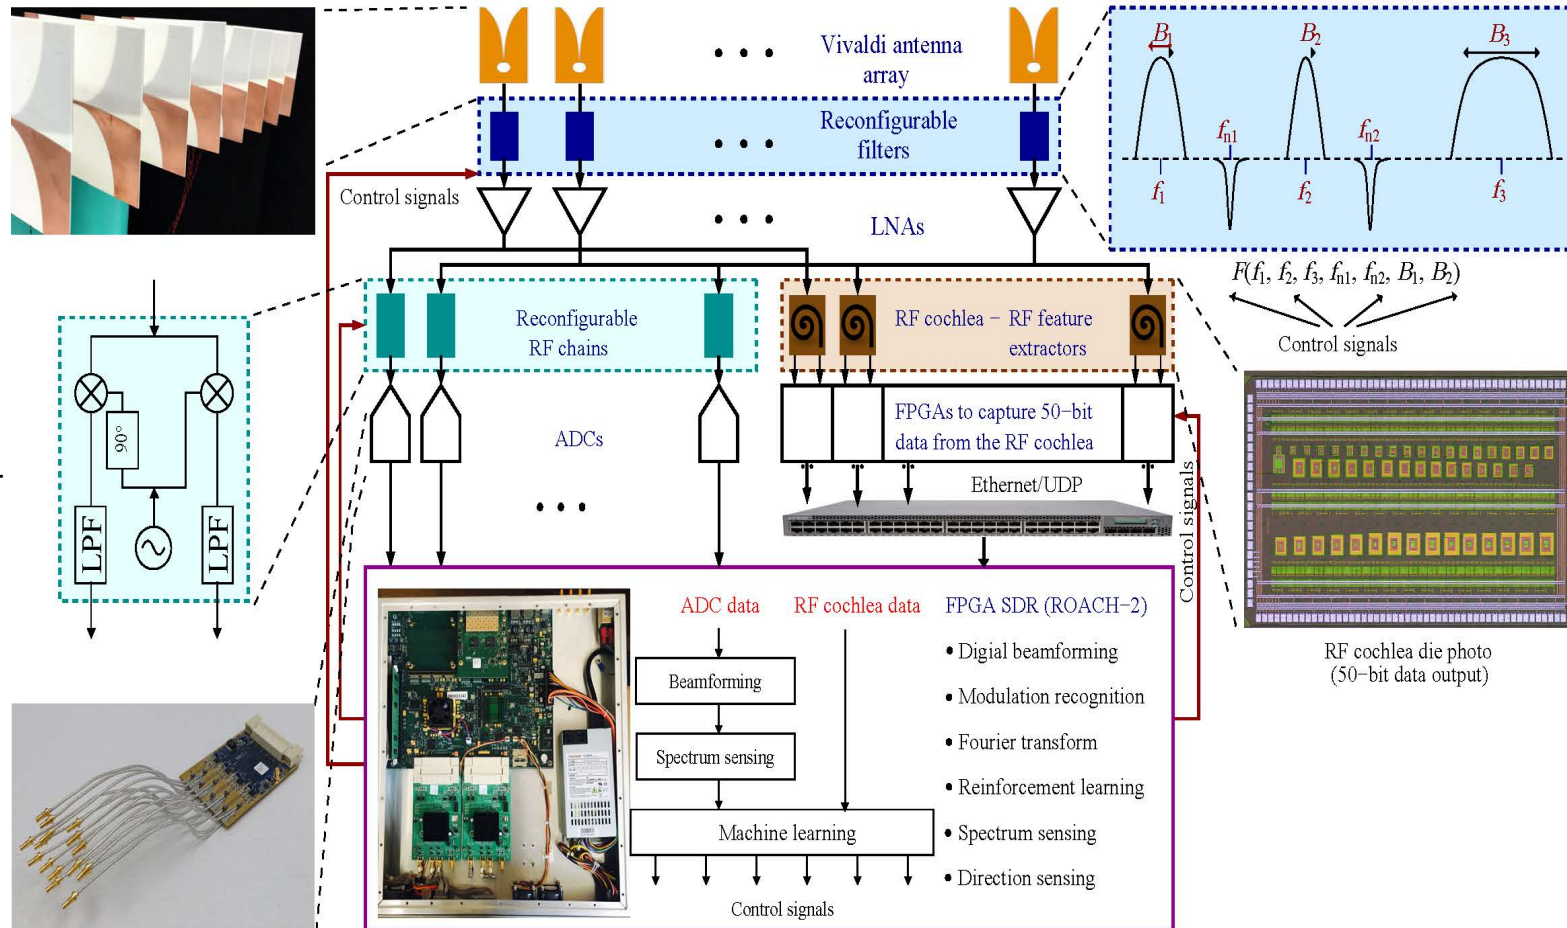 Vivaldi antenna
array
Reconfigurable
filters
Control signals
LNAs
B1
B2
B3
fn1
fn2
f1
f2
f3
F(f1, f2, f3, fn1, fn2, B1, B2)
Control signals
Reconfigurable
RF chains
RF cochlea − RF feature
extractors
90°
LPF
LPF
ADCs
FPGAs to capture 50−bit
data from the RF cochlea
Ethernet/UDP
Control signals
RF cochlea die photo
(50−bit data output)
ADC data
RF cochlea data
FPGA SDR (ROACH−2)
Beamforming
Spectrum sensing
Machine learning
Control signals
• Digial beamforming
• Modulation recognition
• Fourier transform
• Reinforcement learning
• Spectrum sensing
• Direction sensing